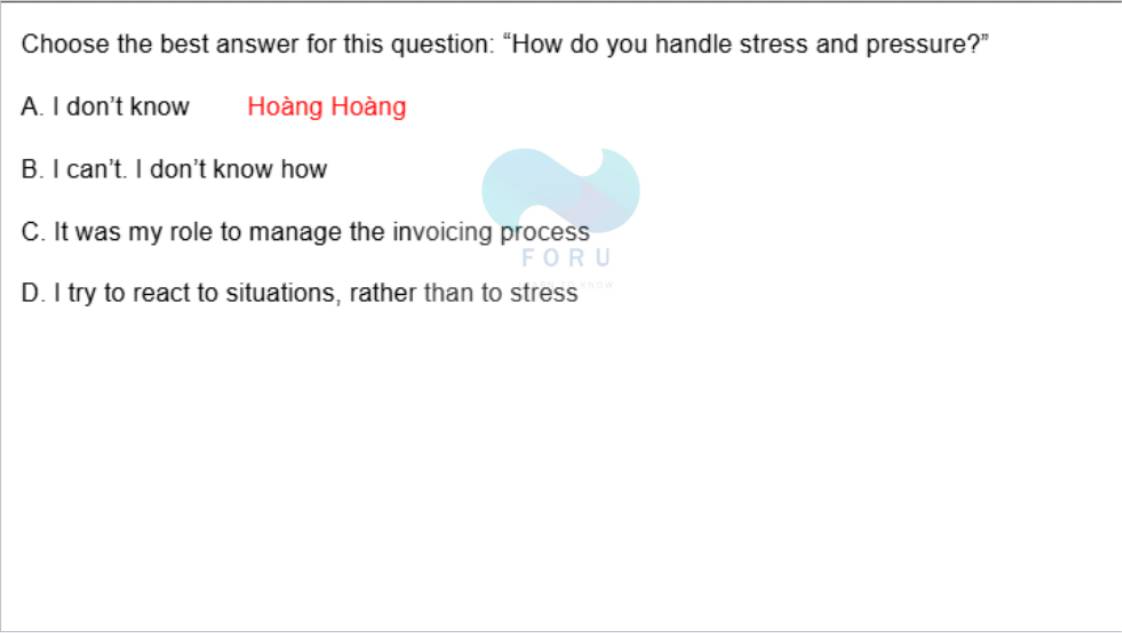 Choose the best answer for this question: “How do you handle stress and pressure?”
A. I don’t know Hoàng Hoàng
B. I can’t. I don’t know how
C. It was my role to manage the invoicing process
FORU
D. I try to react to situations, rather than to stress